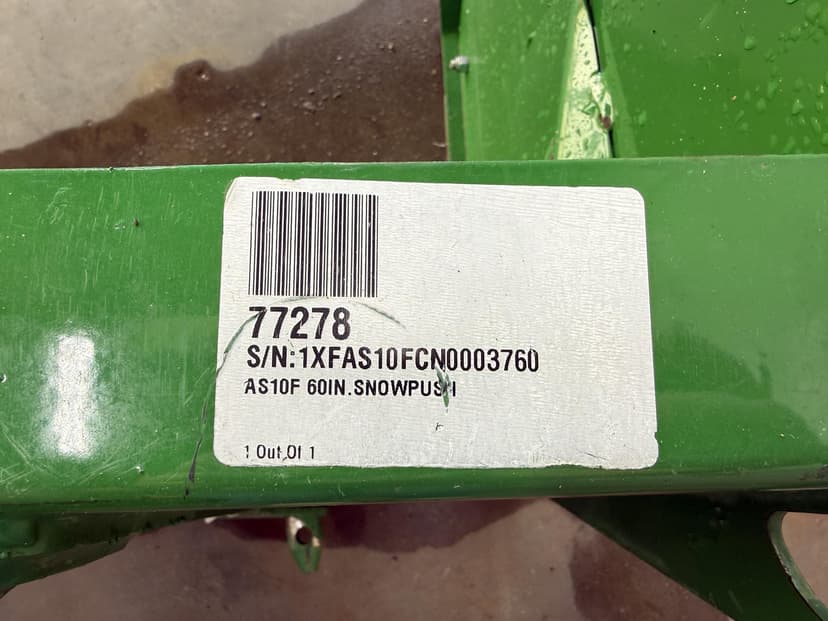 77278
S/N:1XFAS10FCN0003760
AS10F 60IN.SNOWPUSH
1 Out Of 1